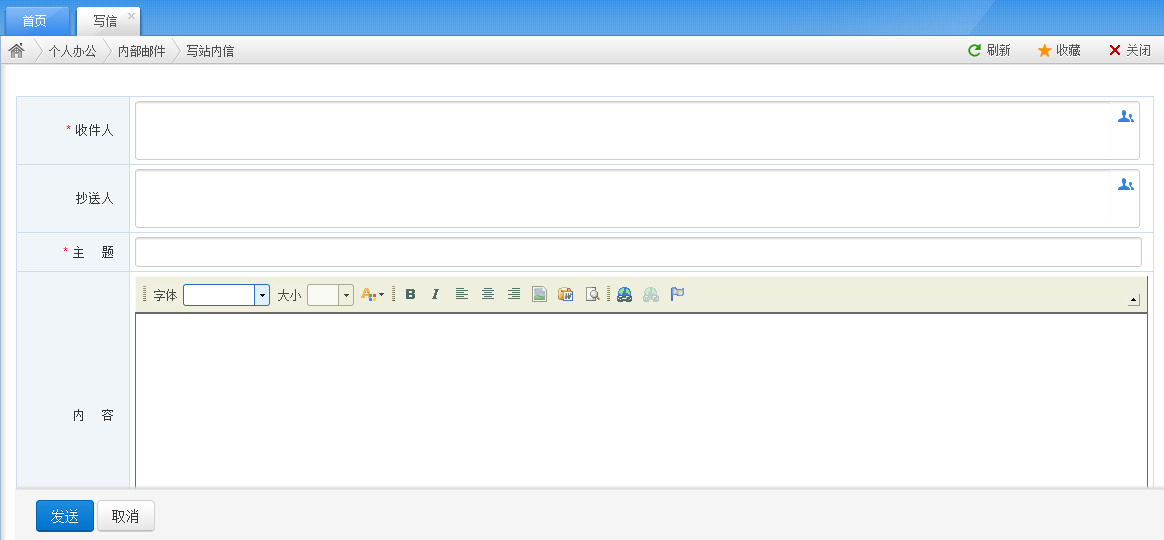 首页 写信
个人办公 内部邮件 写站内信 刷新 收藏 关闭
* 收件人
抄送人
* 主 题
字体 大小 A B I
内 容
发送 取消